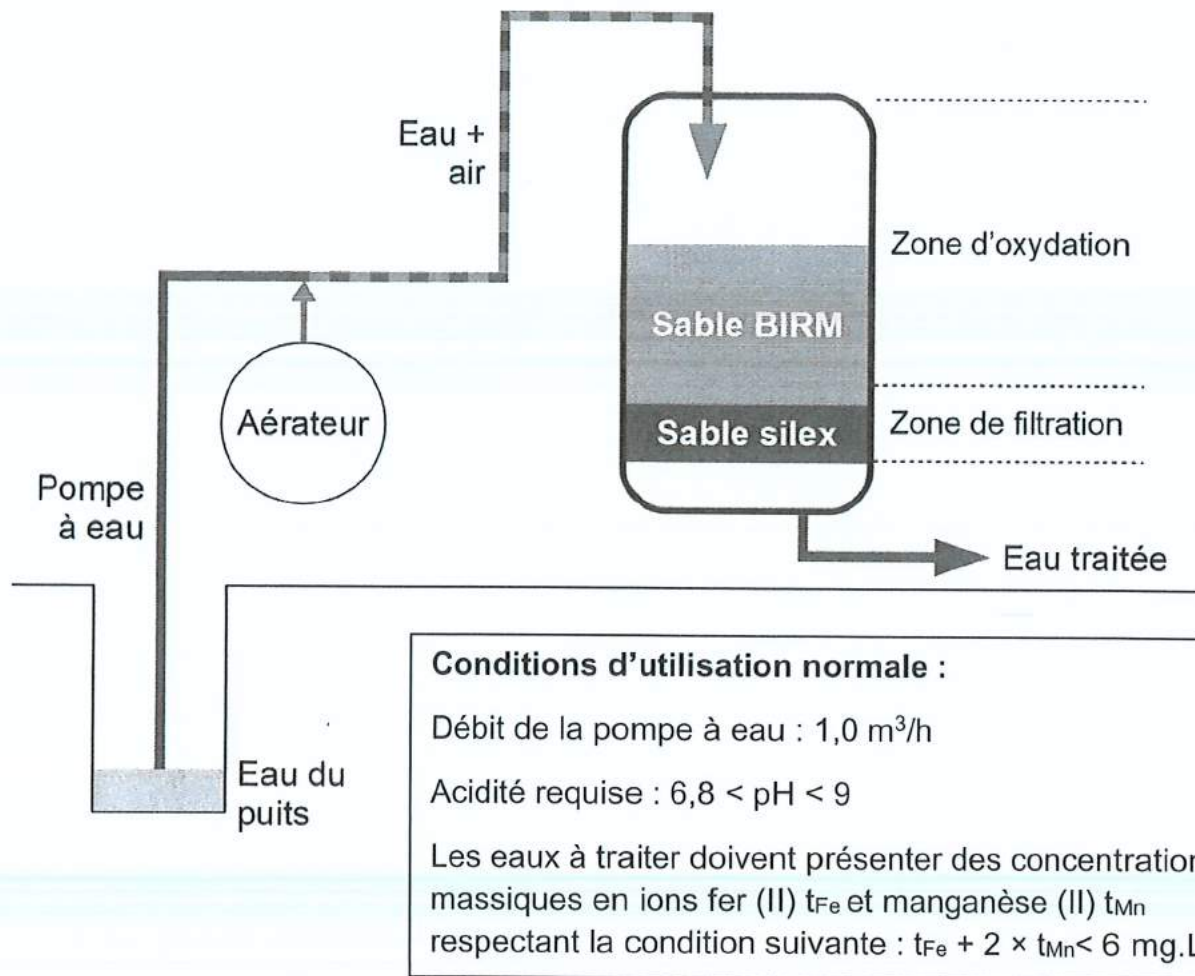 Eau +
air
Zone d'oxydation
Sable BIRM
Aérateur
Sable silex
Zone de filtration
Pompe
à eau
Eau traitée
Eau du
puits
Conditions d'utilisation normale :
Débit de la pompe à eau : 1,0 m³/h
Acidité requise : 6,8 < pH < 9
Les eaux à traiter doivent présenter des concentration
massiques en ions fer (II) tFe et manganèse (II) tMn
respectant la condition suivante : tFe + 2 × tMn< 6 mg.L